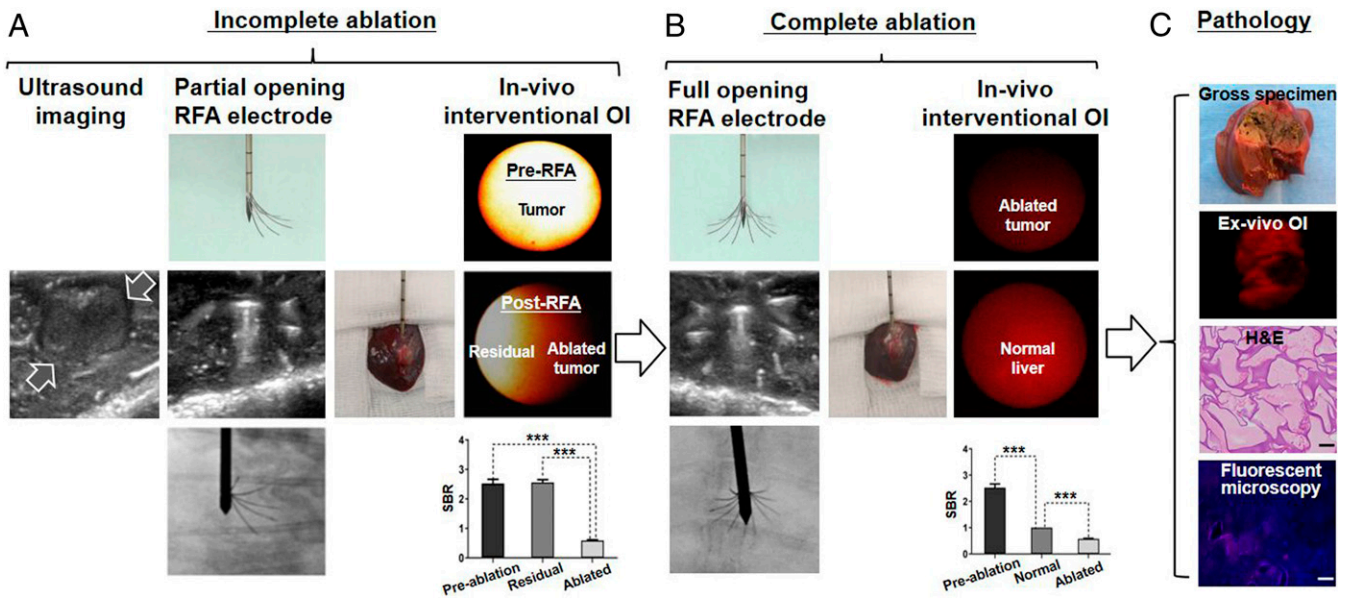 A
Incomplete ablation
Ultrasound
imaging
Partial opening
RFA electrode
In-vivo
interventional OI
Pre-RFA
Tumor
Post-RFA
Residual
Ablated
tumor
***
***
SBR
4
3
2
1
0
Pre-ablation
Residual
Ablated
B
Complete ablation
Full opening
RFA electrode
In-vivo
interventional OI
Ablated
tumor
Normal
liver
***
***
SBR
4
3
2
1
0
Pre-ablation
Normal
Ablated
C
Pathology
Gross specimen
Ex-vivo OI
H&E
Fluorescent
microscopy